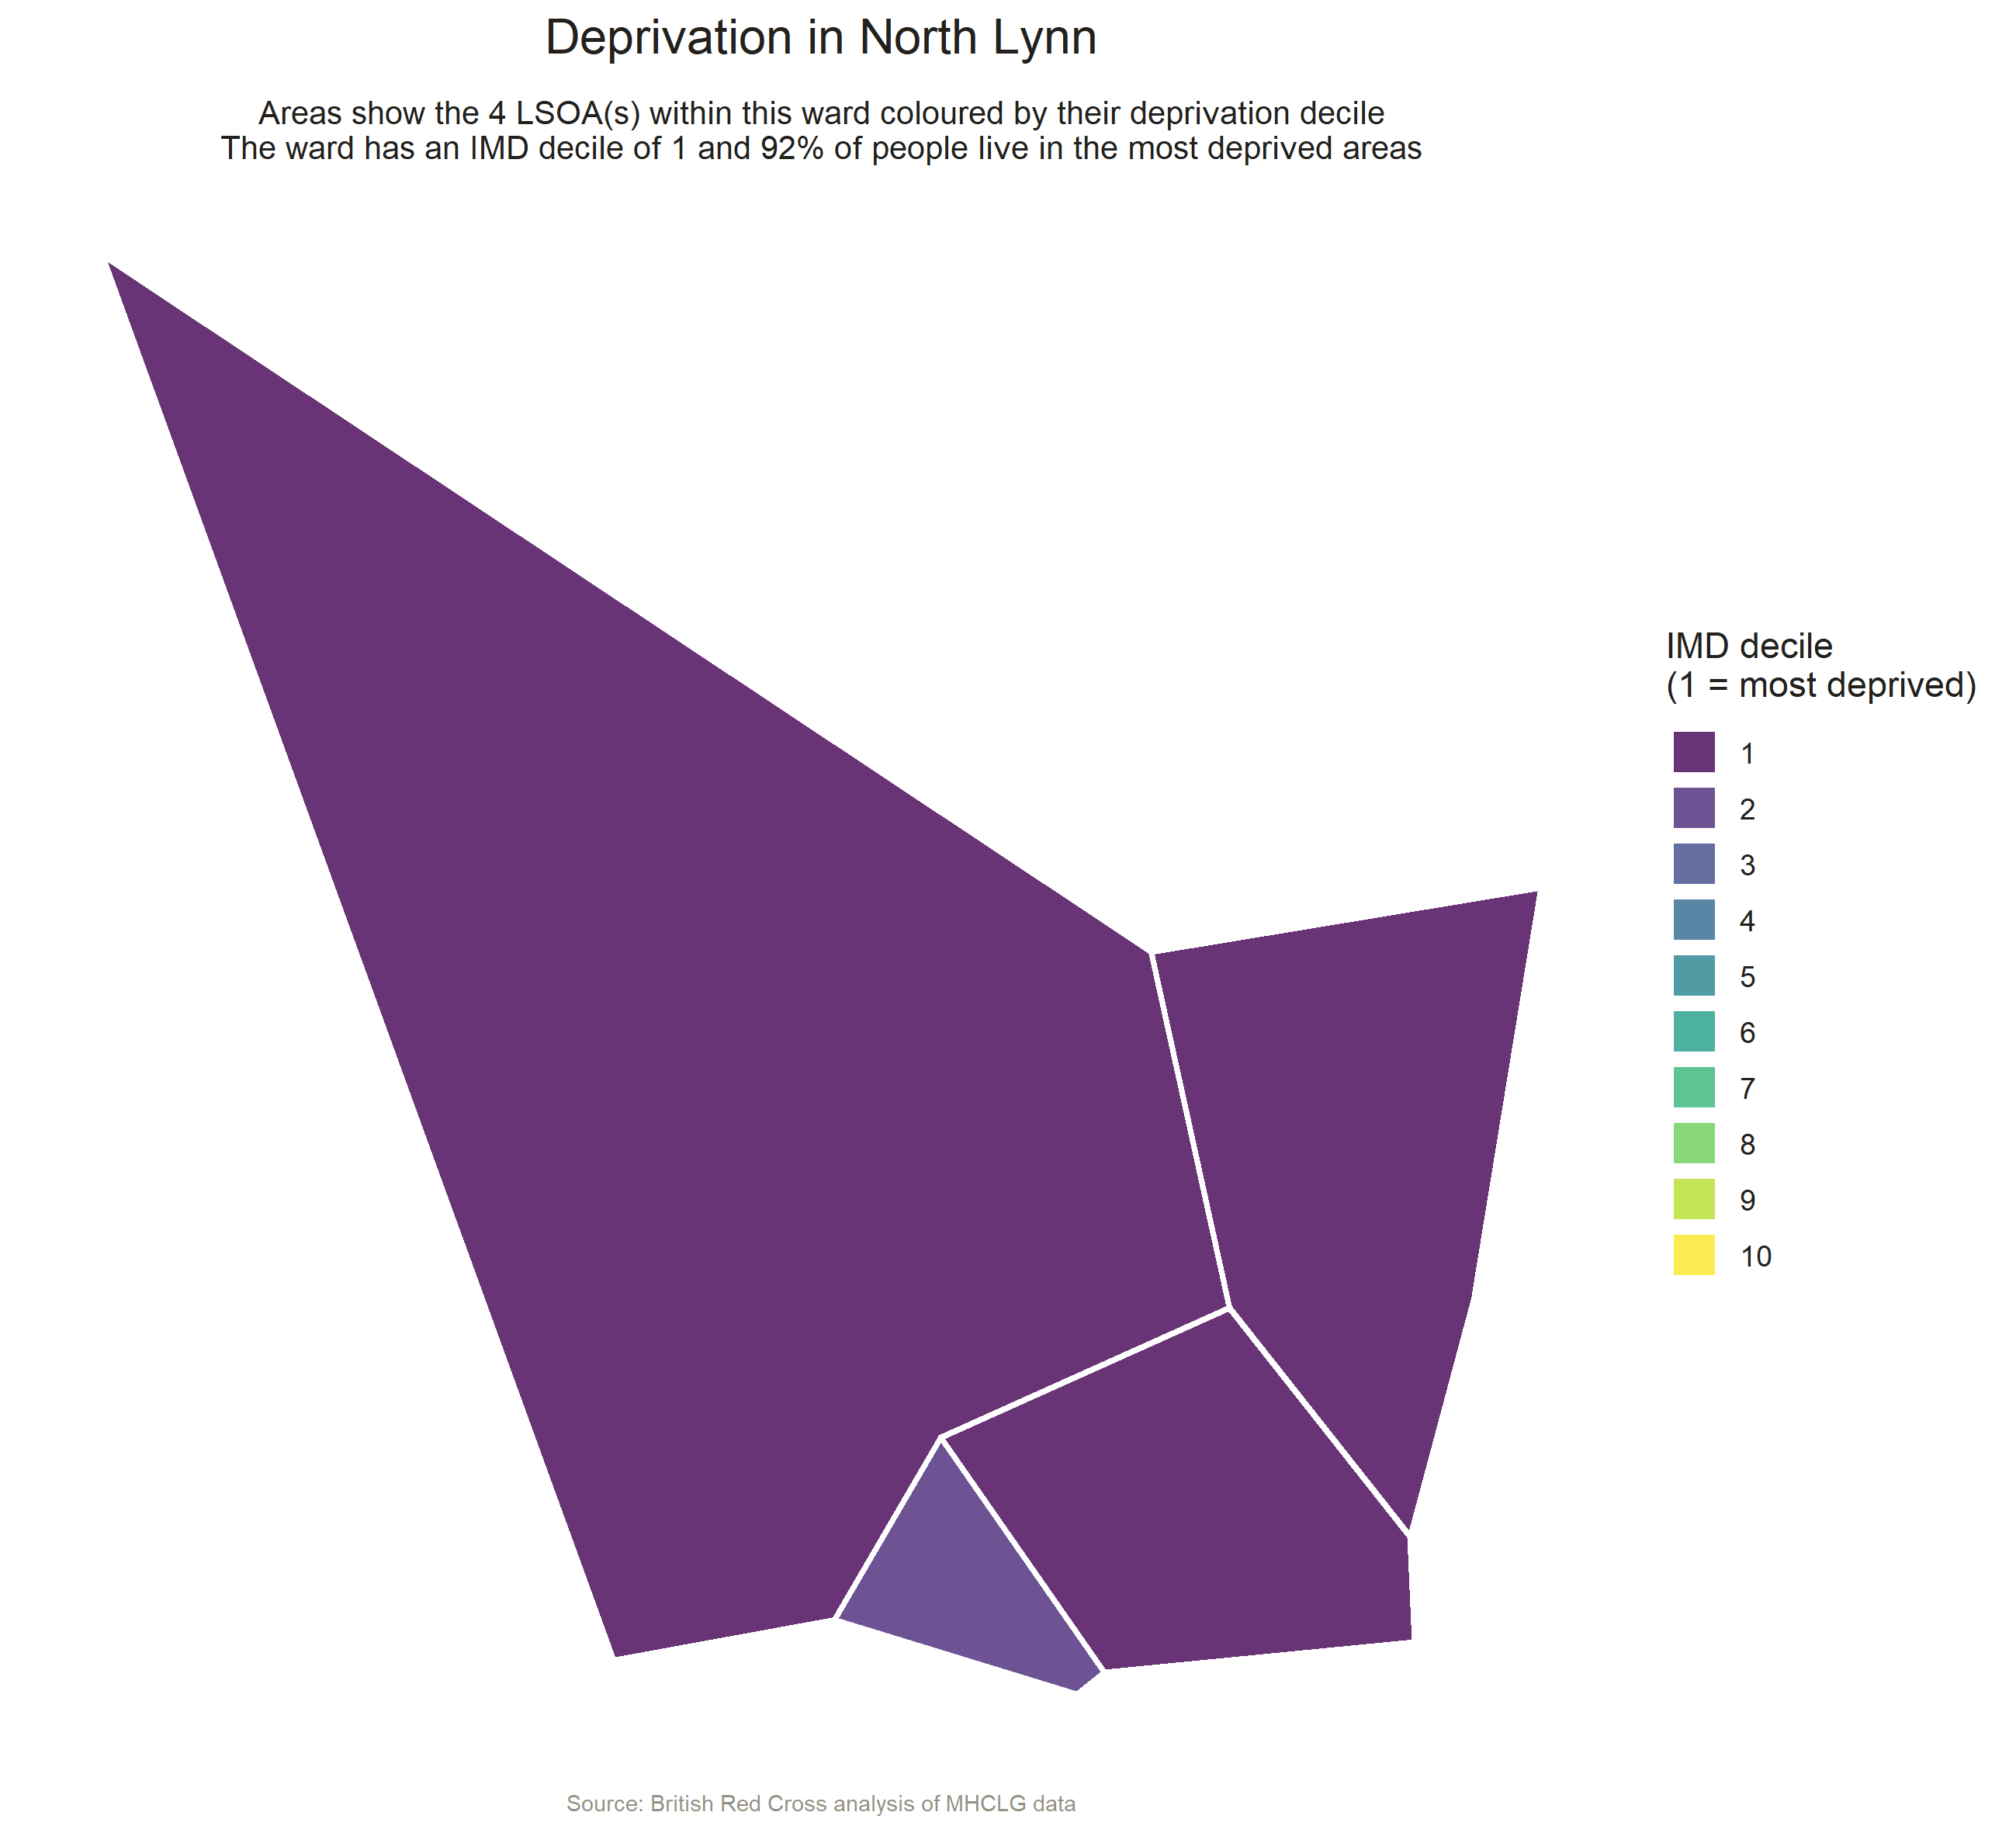 Deprivation in North Lynn
Areas show the 4 LSOA(s) within this ward coloured by their deprivation decile
The ward has an IMD decile of 1 and 92% of people live in the most deprived areas
IMD decile
(1 = most deprived)
1
2
3
4
5
6
7
8
9
10
Source: British Red Cross analysis of MHCLG data